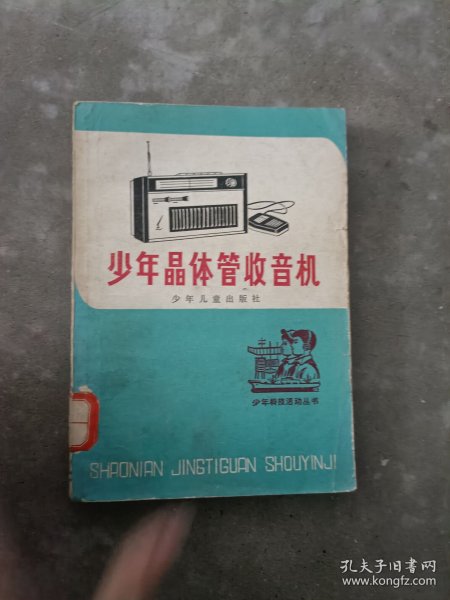 少年晶体管收音机
少年儿童出版社
少年科技活动丛书
SHAONIAN JINGTIGUAN SHOUYINJI
孔夫子旧书网
www.kongfz.com